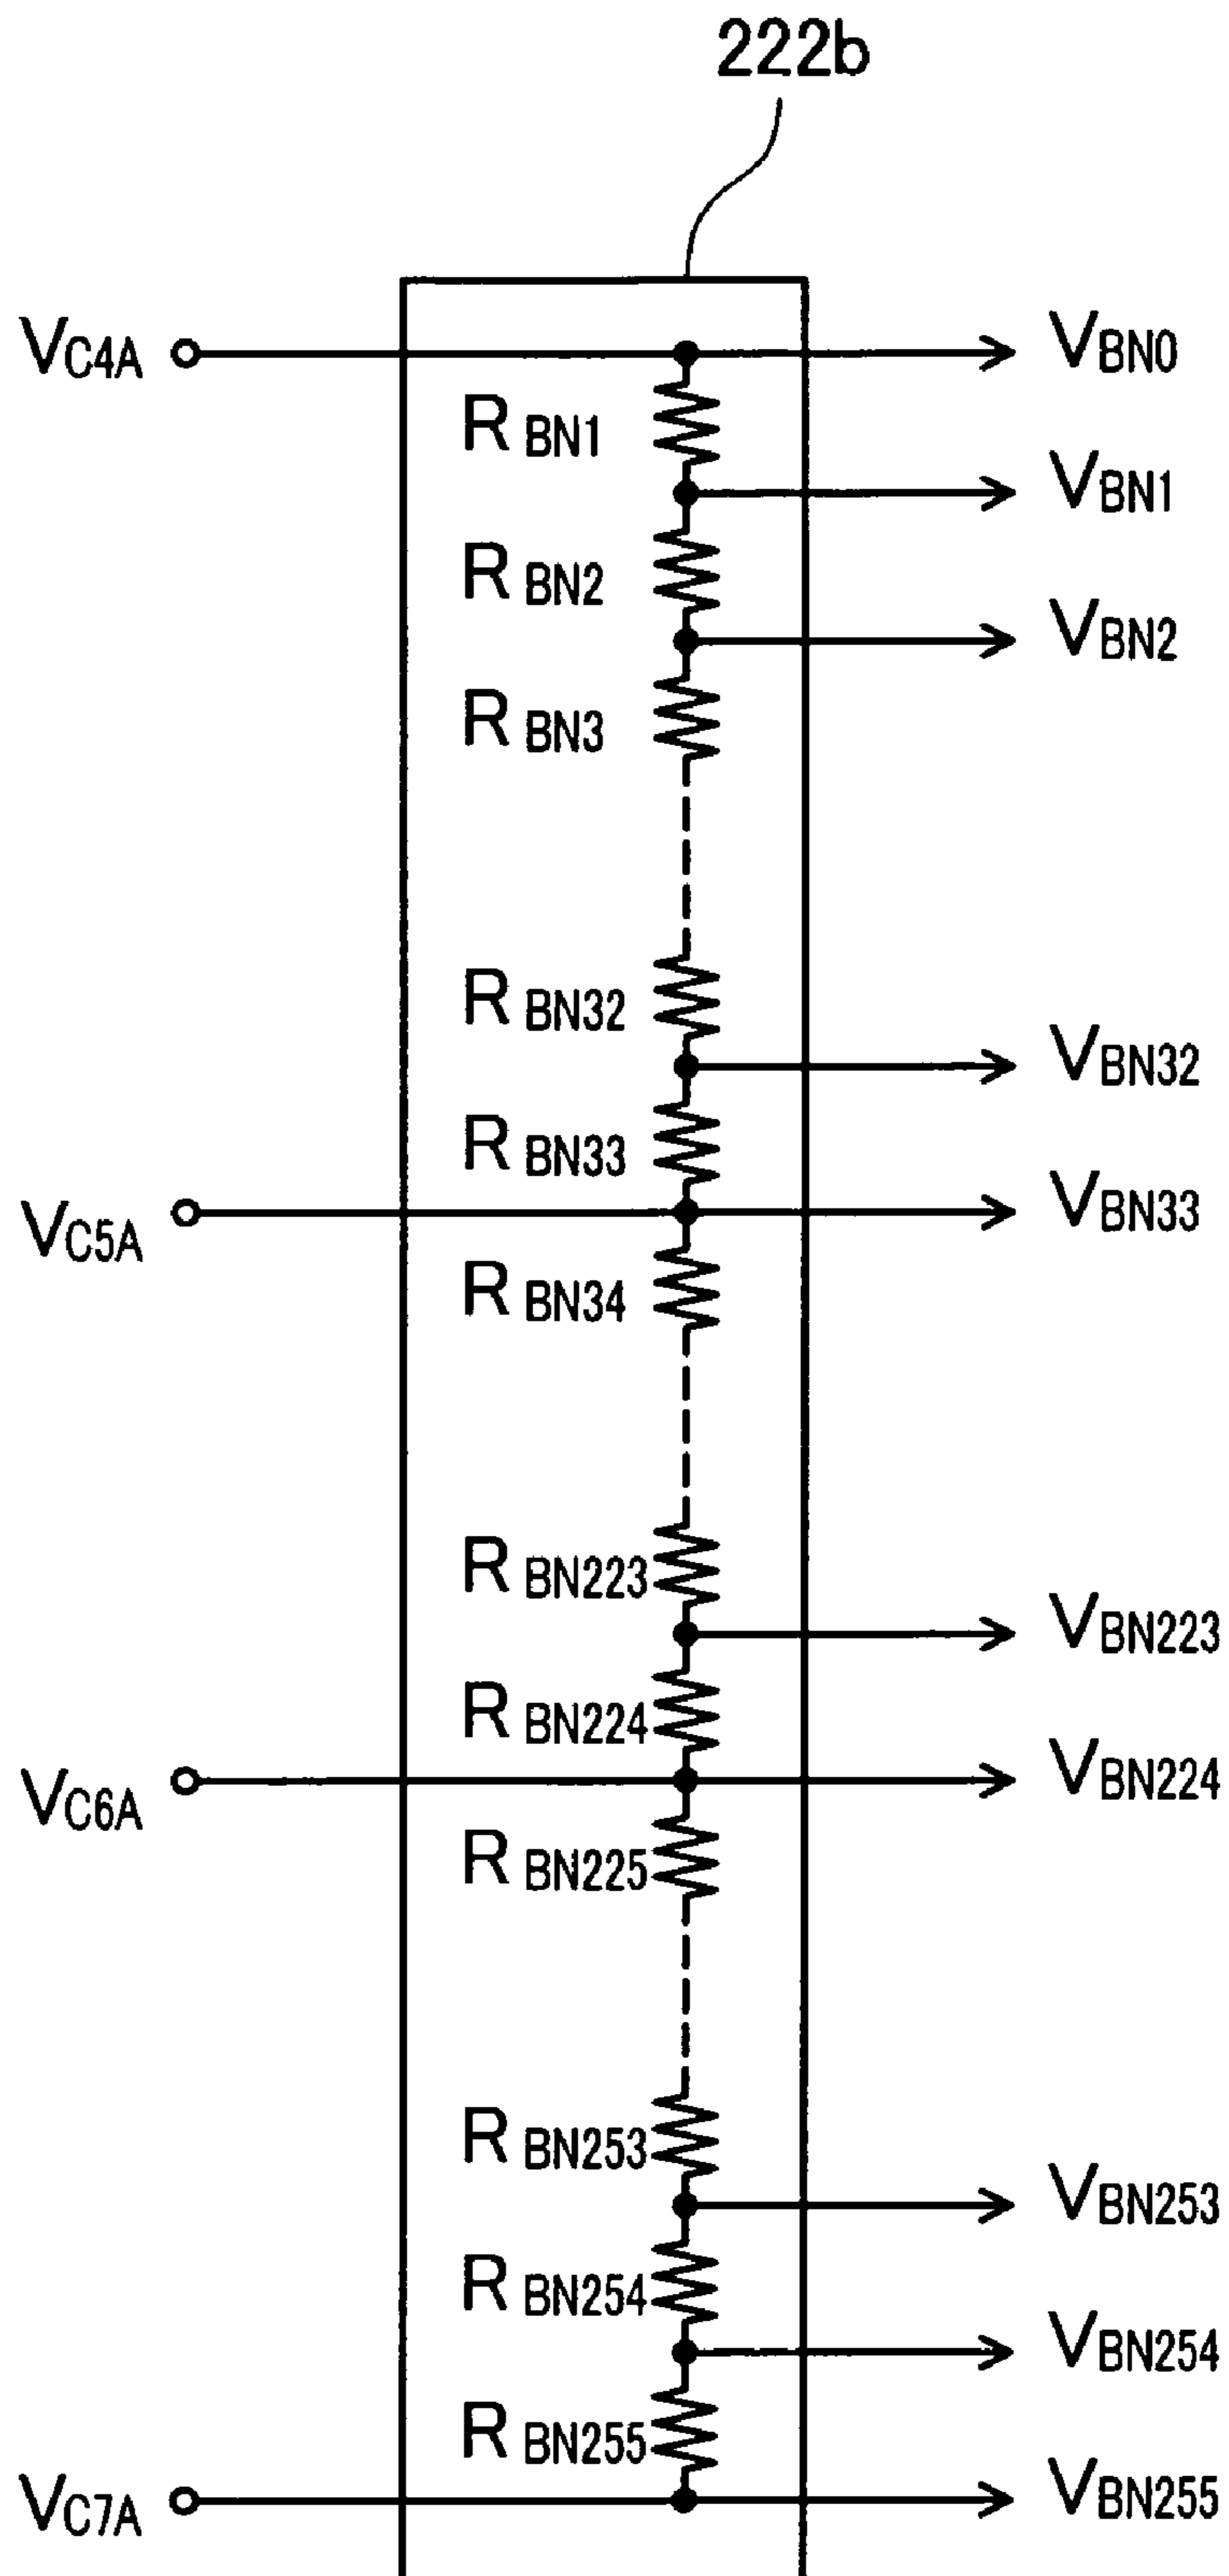 222b
VC4A
VBN0
RBN1
VBN1
RBN2
VBN2
RBN3
RBN32
VBN32
RBN33
VC5A
VBN33
RBN34
RBN223
VBN223
RBN224
VC6A
VBN224
RBN225
RBN253
VBN253
RBN254
VBN254
RBN255
VC7A
VBN255